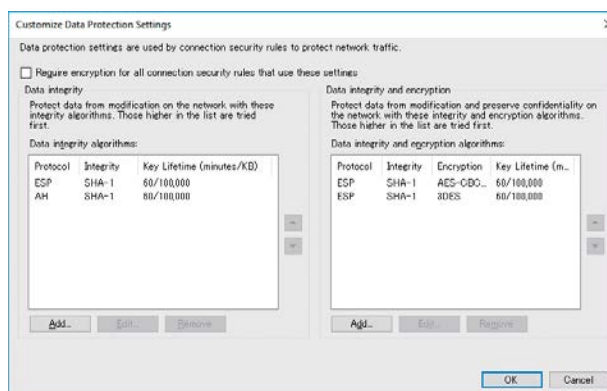 Customize Data Protection Settings
Data protection settings are used by connection security rules to protect network traffic.
Require encryption for all connection security rules that use these settings
Data integrity
Protect data from modification on the network with these
integrity algorithms. Those higher in the list are tried
first.
Data integrity algorithms:
Protocol Integrity Key Lifetime (minutes/KB)
ESP SHA-1 60/100,000
AH SHA-1 60/100,000
Add... Edit... Remove
Data integrity and encryption
Protect data from modification and preserve confidentiality on
the network with these integrity and encryption algorithms.
Those higher in the list are tried first.
Data integrity and encryption algorithms:
Protocol Integrity Encryption Key Lifetime (m...
ESP SHA-1 AES-CBC... 60/100,000
ESP SHA-1 3DES 60/100,000
Add... Edit... Remove
OK Cancel